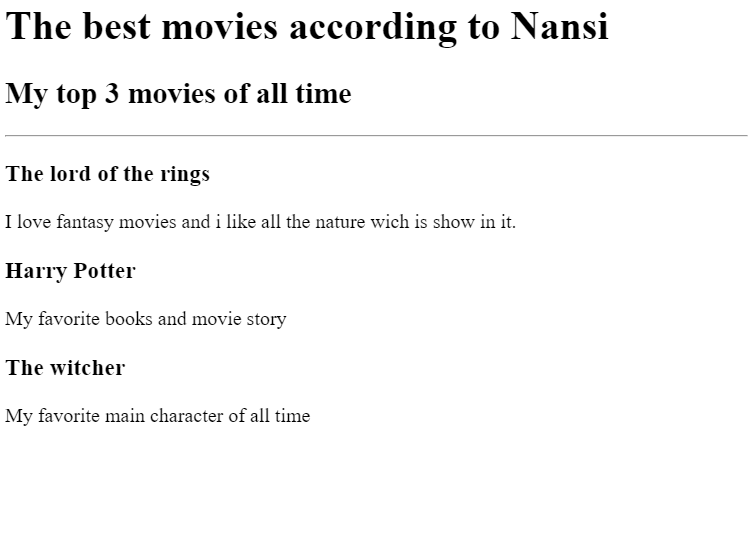 The best movies according to Nansi
My top 3 movies of all time
The lord of the rings
I love fantasy movies and i like all the nature wich is show in it.
Harry Potter
My favorite books and movie story
The witcher
My favorite main character of all time